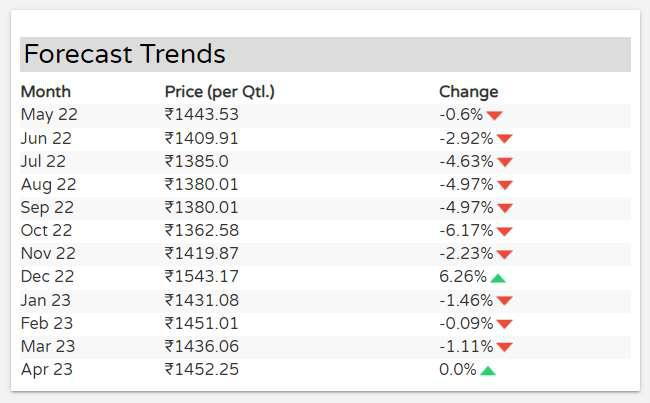 Forecast Trends
Month Price (per Qtl.) Change
May 22 ₹1443.53 -0.6%
Jun 22 ₹1409.91 -2.92%
Jul 22 ₹1385.0 -4.63%
Aug 22 ₹1380.01 -4.97%
Sep 22 ₹1380.01 -4.97%
Oct 22 ₹1362.58 -6.17%
Nov 22 ₹1419.87 -2.23%
Dec 22 ₹1543.17 6.26%
Jan 23 ₹1431.08 -1.46%
Feb 23 ₹1451.01 -0.09%
Mar 23 ₹1436.06 -1.11%
Apr 23 ₹1452.25 0.0%